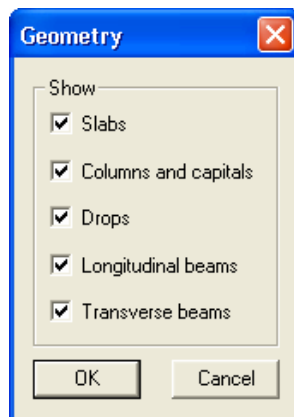 Geometry
Show
Slabs
Columns and capitals
Drops
Longitudinal beams
Transverse beams
OK
Cancel